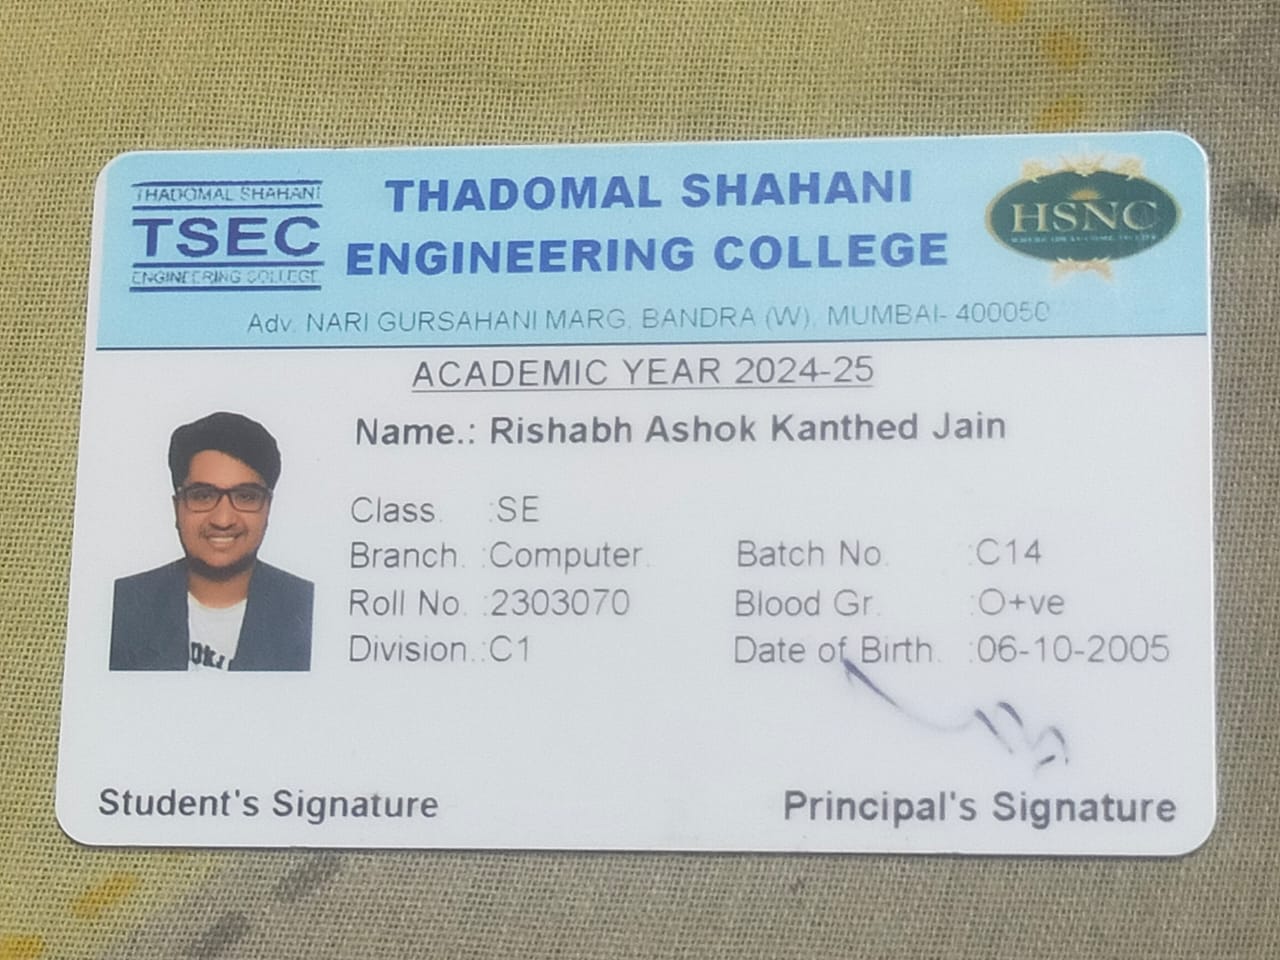 THADOMAL SHAHANI
TSEC
ENGINEERING COLLEGE
THADOMAL SHAHANI
ENGINEERING COLLEGE
HSNC
Adv. NARI GURSAHANI MARG, BANDRA (W), MUMBAI- 400050
ACADEMIC YEAR 2024-25
Name.: Rishabh Ashok Kanthed Jain
Class. :SE
Branch. :Computer. Batch No. :C14
Roll No. :2303070 Blood Gr. :O+ve
Division. :C1 Date of Birth. :06-10-2005
Student's Signature Principal's Signature